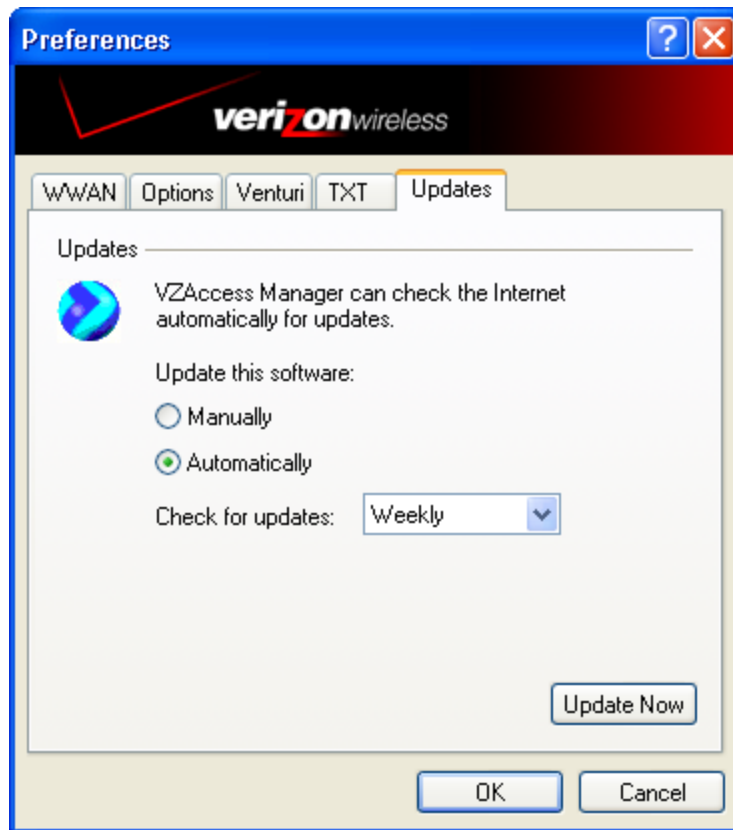 Preferences
verizonwireless
WWAN Options Venturi TXT Updates
Updates
VZAccess Manager can check the Internet
automatically for updates.
Update this software:
Manually
Automatically
Check for updates: Weekly
Update Now
OK Cancel